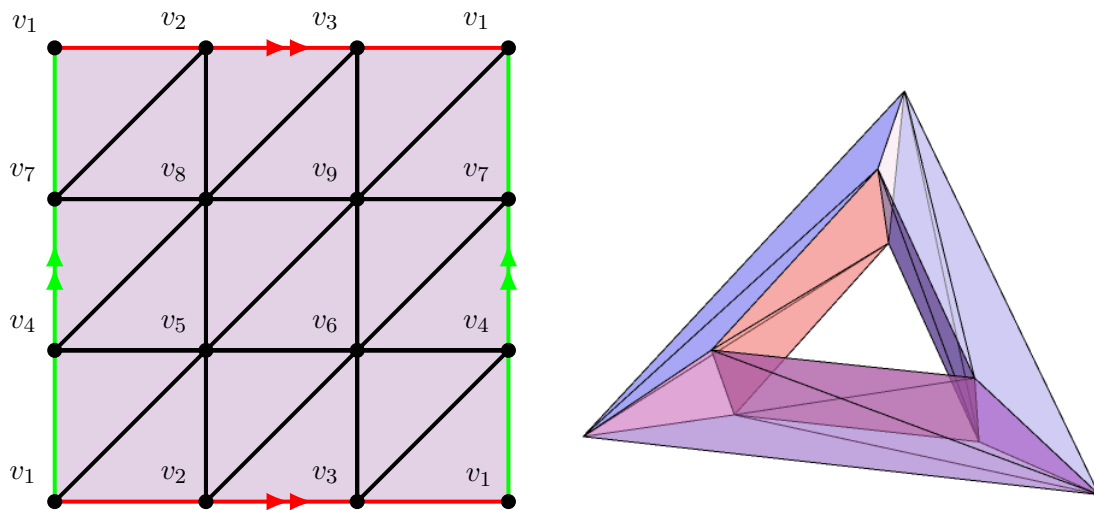 v₁ v₂ v₃ v₁
v₇ v₈ v₉ v₇
v₄ v₅ v₆ v₄
v₁ v₂ v₃ v₁